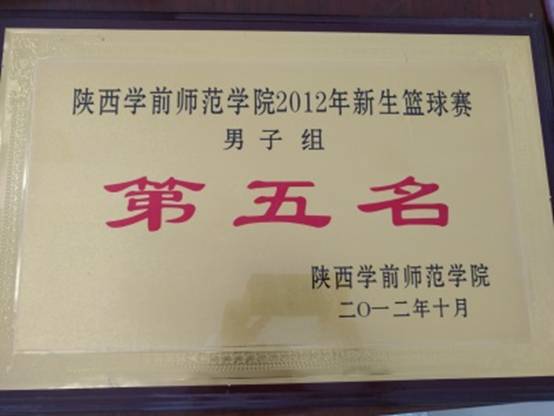 陕西学前师范学院2012年新生篮球赛
男子组
第五名
陕西学前师范学院
二〇一二年十月